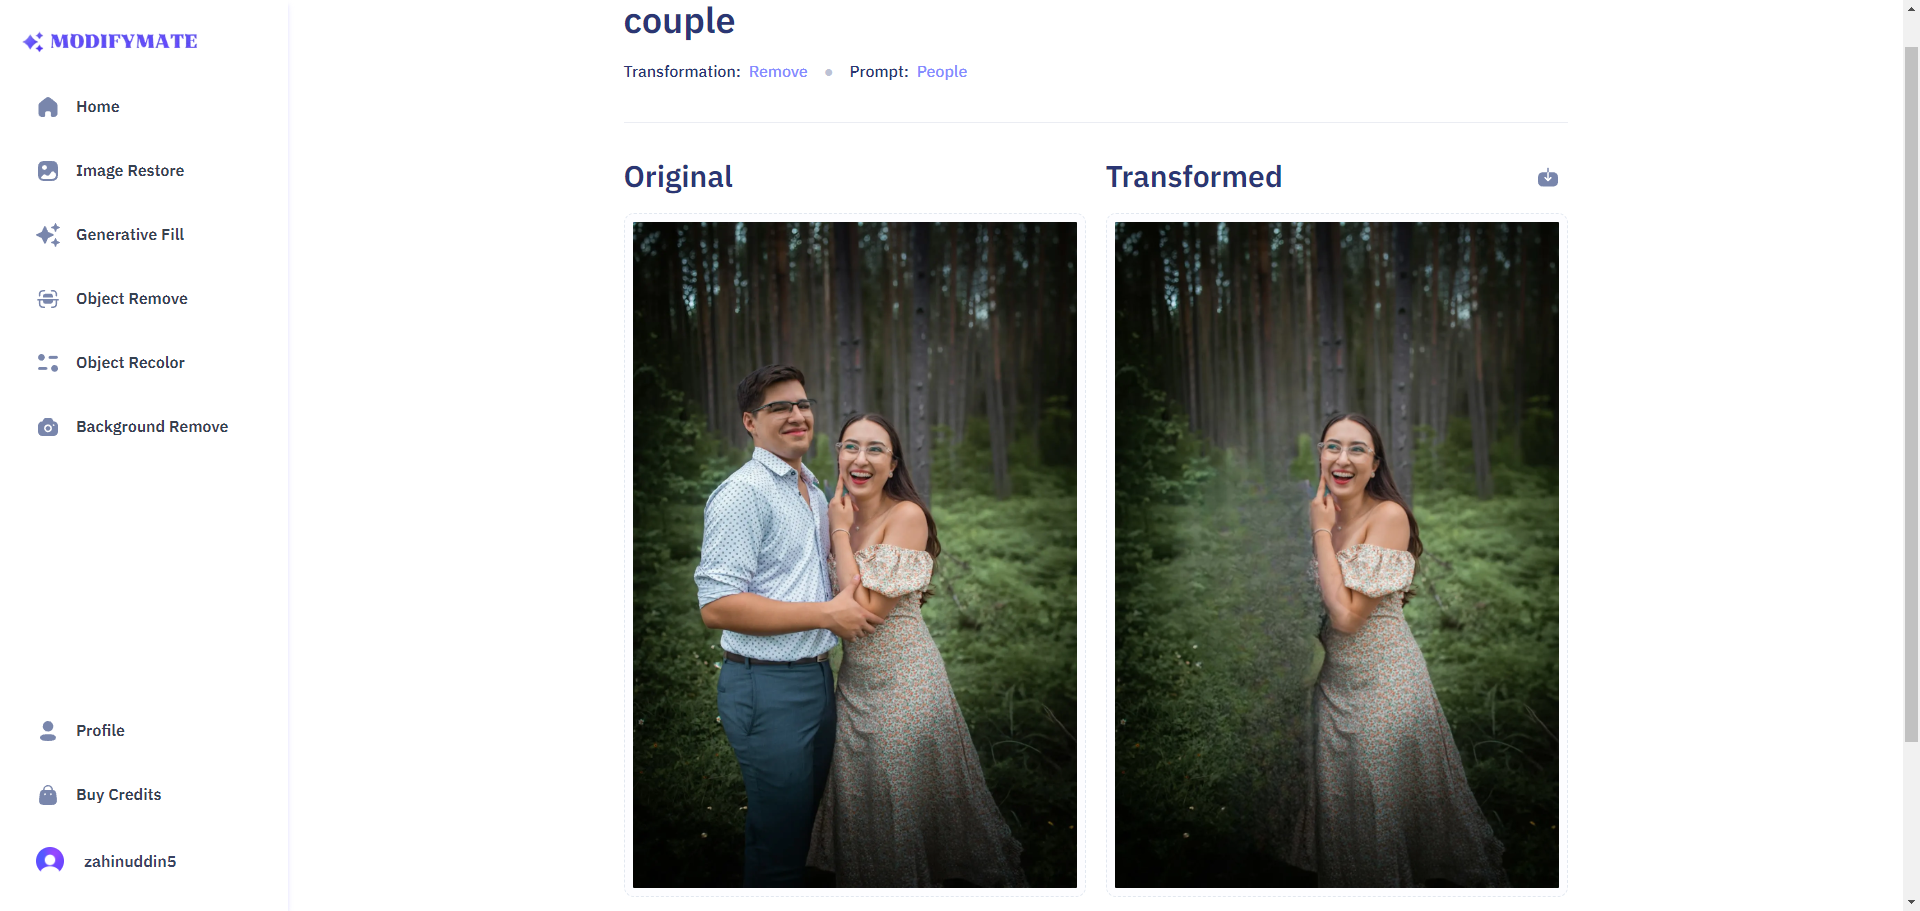 MODIFYMATE
Home
Image Restore
Generative Fill
Object Remove
Object Recolor
Background Remove
Profile
Buy Credits
zahinuddin5
couple
Transformation: Remove • Prompt: People
Original
Transformed